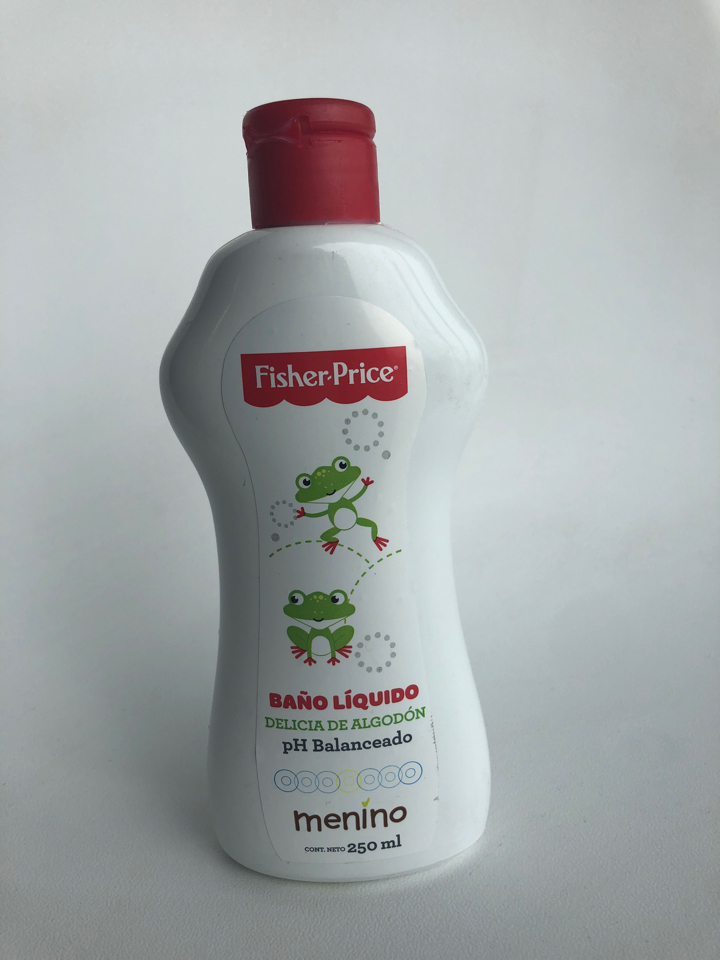 Fisher-Price®
BAÑO LÍQUIDO
DELICIA DE ALGODÓN
pH Balanceado
menino
CONT. NETO 250 ml